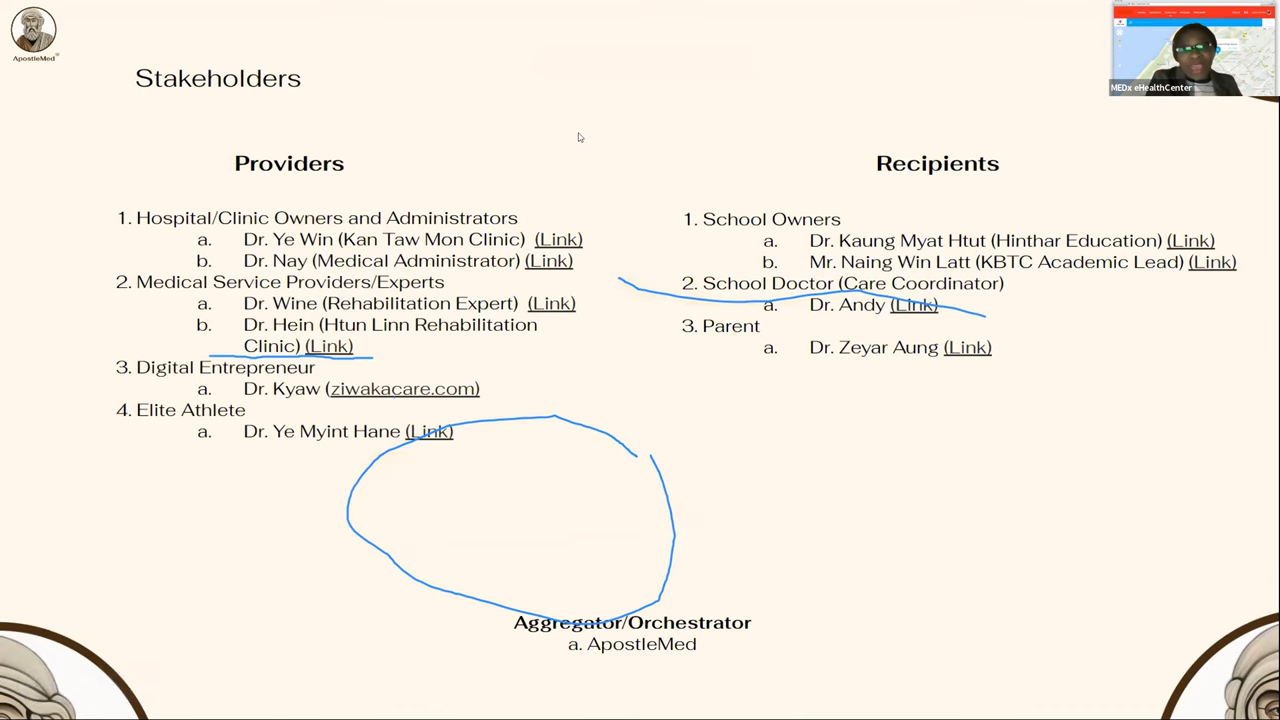 ApostleMed
Stakeholders
MEDx eHealthCenter
Providers
1. Hospital/Clinic Owners and Administrators
a. Dr. Ye Win (Kan Taw Mon Clinic) (Link)
b. Dr. Nay (Medical Administrator) (Link)
2. Medical Service Providers/Experts
a. Dr. Wine (Rehabilitation Expert) (Link)
b. Dr. Hein (Htun Linn Rehabilitation
Clinic) (Link)
3. Digital Entrepreneur
a. Dr. Kyaw (ziwakacare.com)
4. Elite Athlete
a. Dr. Ye Myint Hane (Link)
Recipients
1. School Owners
a. Dr. Kaung Myat Htut (Hinthar Education) (Link)
b. Mr. Naing Win Latt (KBTC Academic Lead) (Link)
2. School Doctor (Care Coordinator)
a. Dr. Andy (Link)
3. Parent
a. Dr. Zeyar Aung (Link)
Aggregator/Orchestrator
a. ApostleMed